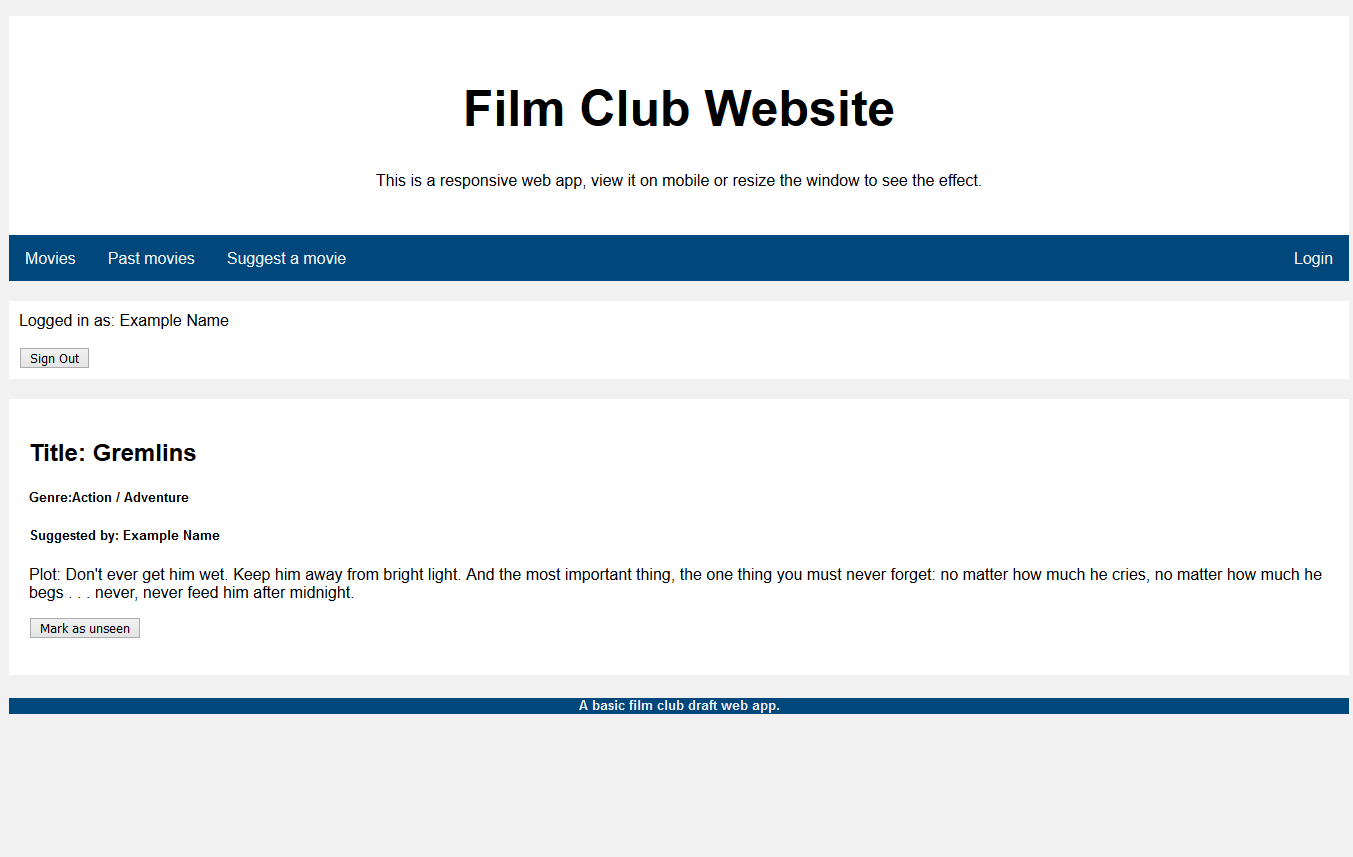 Film Club Website
This is a responsive web app, view it on mobile or resize the window to see the effect.
Movies Past movies Suggest a movie Login
Logged in as: Example Name
Sign Out
Title: Gremlins
Genre:Action / Adventure
Suggested by: Example Name
Plot: Don't ever get him wet. Keep him away from bright light. And the most important thing, the one thing you must never forget: no matter how much he cries, no matter how much he
begs . . . never, never feed him after midnight.
Mark as unseen
A basic film club draft web app.